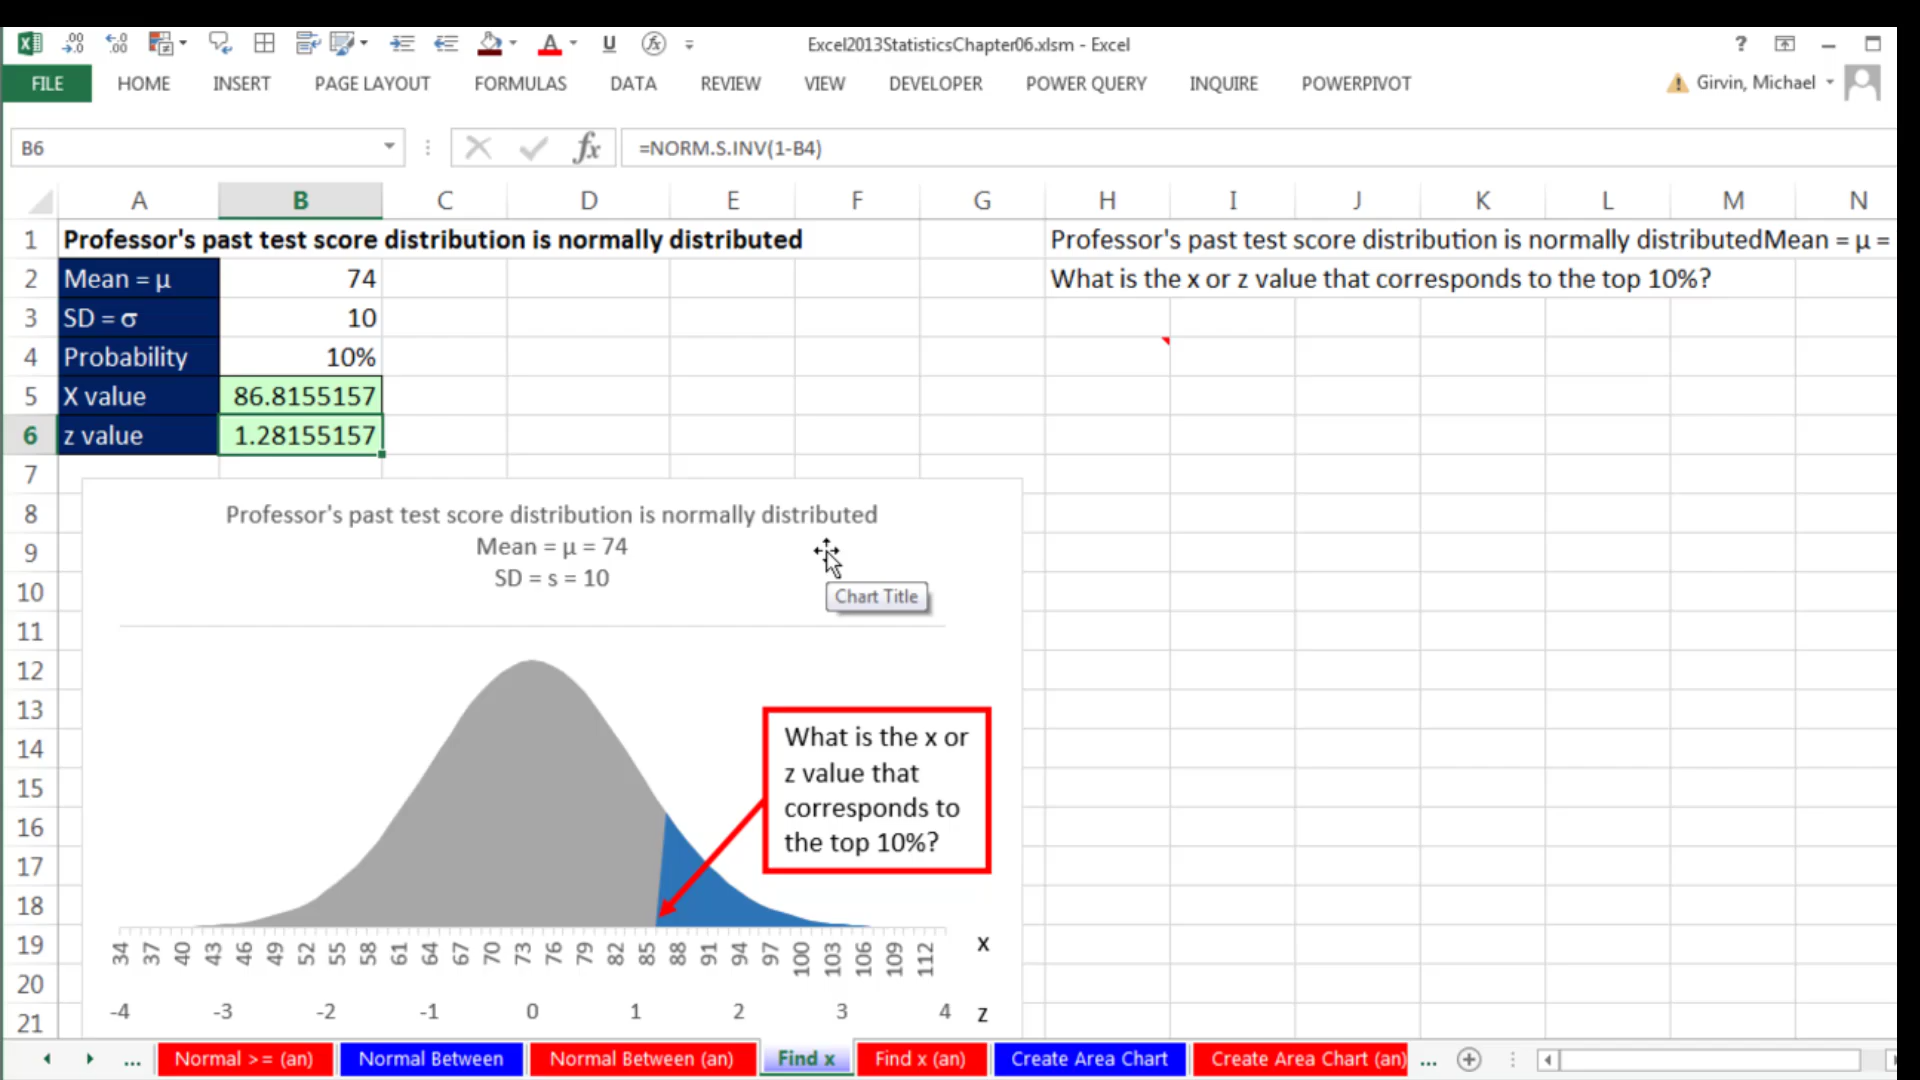 Excel2013StatisticsChapter06.xlsm - Excel
?
FILE HOME INSERT PAGE LAYOUT FORMULAS DATA REVIEW VIEW DEVELOPER POWER QUERY INQUIRE POWERPIVOT
Girvin, Michael
B6
fx
=NORM.S.INV(1-B4)
A B C D E F G H I J K L M N
1 Professor's past test score distribution is normally distributed Professor's past test score distribution is normally distributedMean = μ =
2 Mean = μ 74 What is the x or z value that corresponds to the top 10%?
3 SD = σ 10
4 Probability 10%
5 X value 86.8155157
6 z value 1.28155157
7
8
9
10
11
12
13
14
15
16
17
18
19
20
21
Professor's past test score distribution is normally distributed
Mean = μ = 74
SD = s = 10
Chart Title
What is the x or
z value that
corresponds to
the top 10%?
34 37 40 43 46 49 52 55 58 61 64 67 70 73 76 79 82 85 88 91 94 97 100 103 106 109 112 x
-4 -3 -2 -1 0 1 2 3 4 z
... Normal >= (an) Normal Between Normal Between (an) Find x Find x (an) Create Area Chart Create Area Chart (an) ...